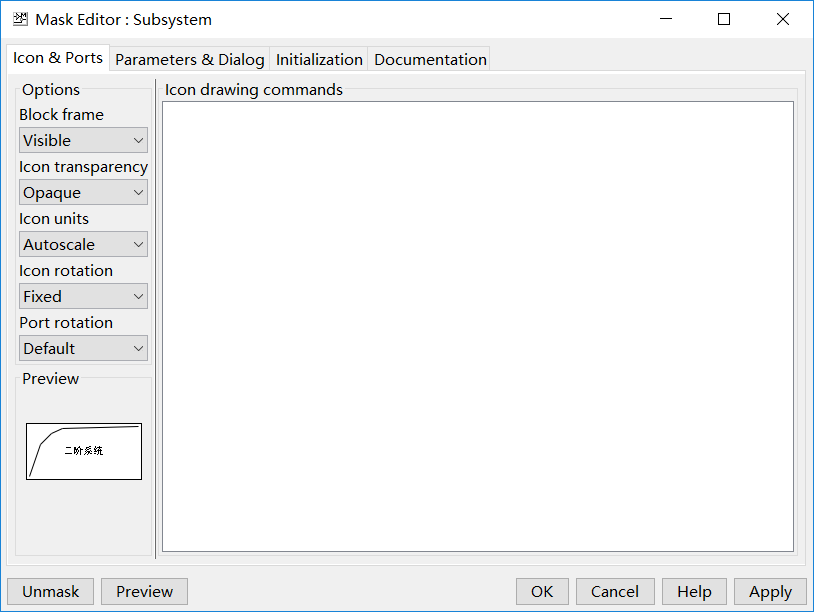 Mask Editor : Subsystem
Icon & Ports
Parameters & Dialog
Initialization
Documentation
Options
Block frame
Visible
Icon transparency
Opaque
Icon units
Autoscale
Icon rotation
Fixed
Port rotation
Default
Preview
二阶系统
Icon drawing commands
Unmask
Preview
OK
Cancel
Help
Apply